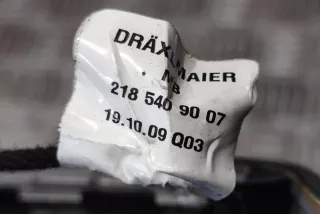 DRÄXLMAIER
MB
218 540 90 07
19.10.09 Q03